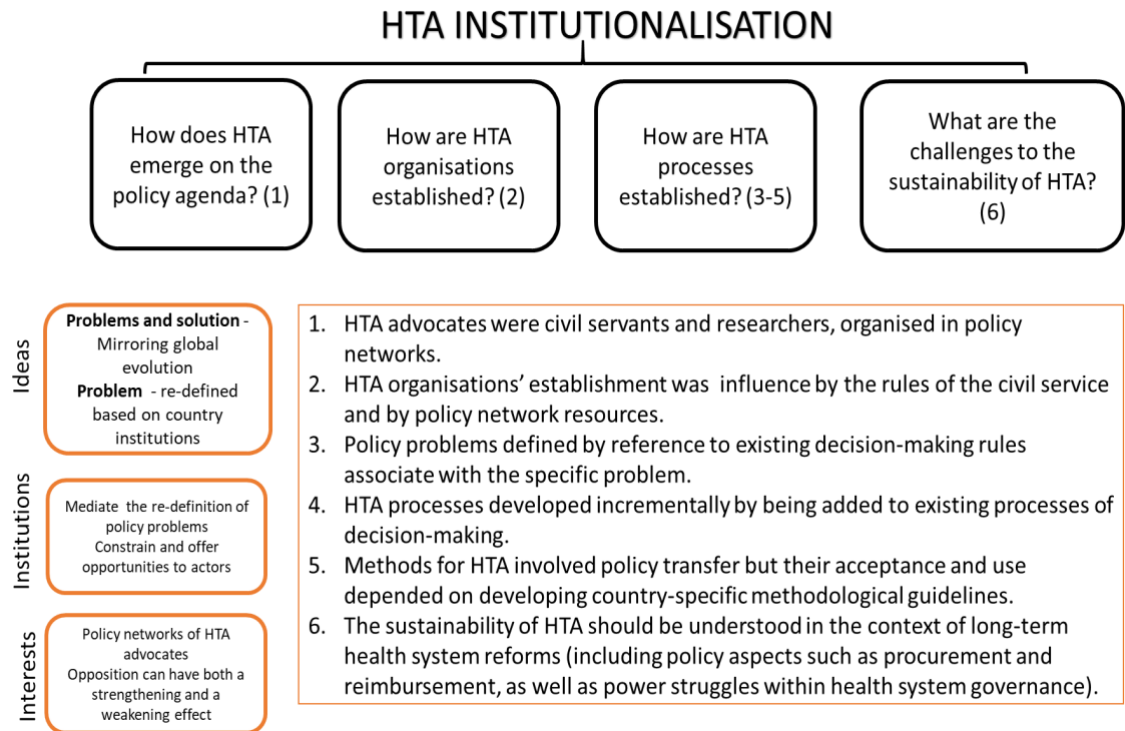 HTA INSTITUTIONALISATION
How does HTA
emerge on the
policy agenda? (1)
How are HTA
organisations
established? (2)
How are HTA
processes
established? (3-5)
What are the
challenges to the
sustainability of HTA?
(6)
Ideas
Problems and solution -
Mirroring global
evolution
Problem - re-defined
based on country
institutions
Institutions
Mediate the re-definition of
policy problems
Constrain and offer
opportunities to actors
Interests
Policy networks of HTA
advocates
Opposition can have both a
strengthening and a
weakening effect
1. HTA advocates were civil servants and researchers, organised in policy
networks.
2. HTA organisations' establishment was influence by the rules of the civil service
and by policy network resources.
3. Policy problems defined by reference to existing decision-making rules
associate with the specific problem.
4. HTA processes developed incrementally by being added to existing processes of
decision-making.
5. Methods for HTA involved policy transfer but their acceptance and use
depended on developing country-specific methodological guidelines.
6. The sustainability of HTA should be understood in the context of long-term
health system reforms (including policy aspects such as procurement and
reimbursement, as well as power struggles within health system governance).